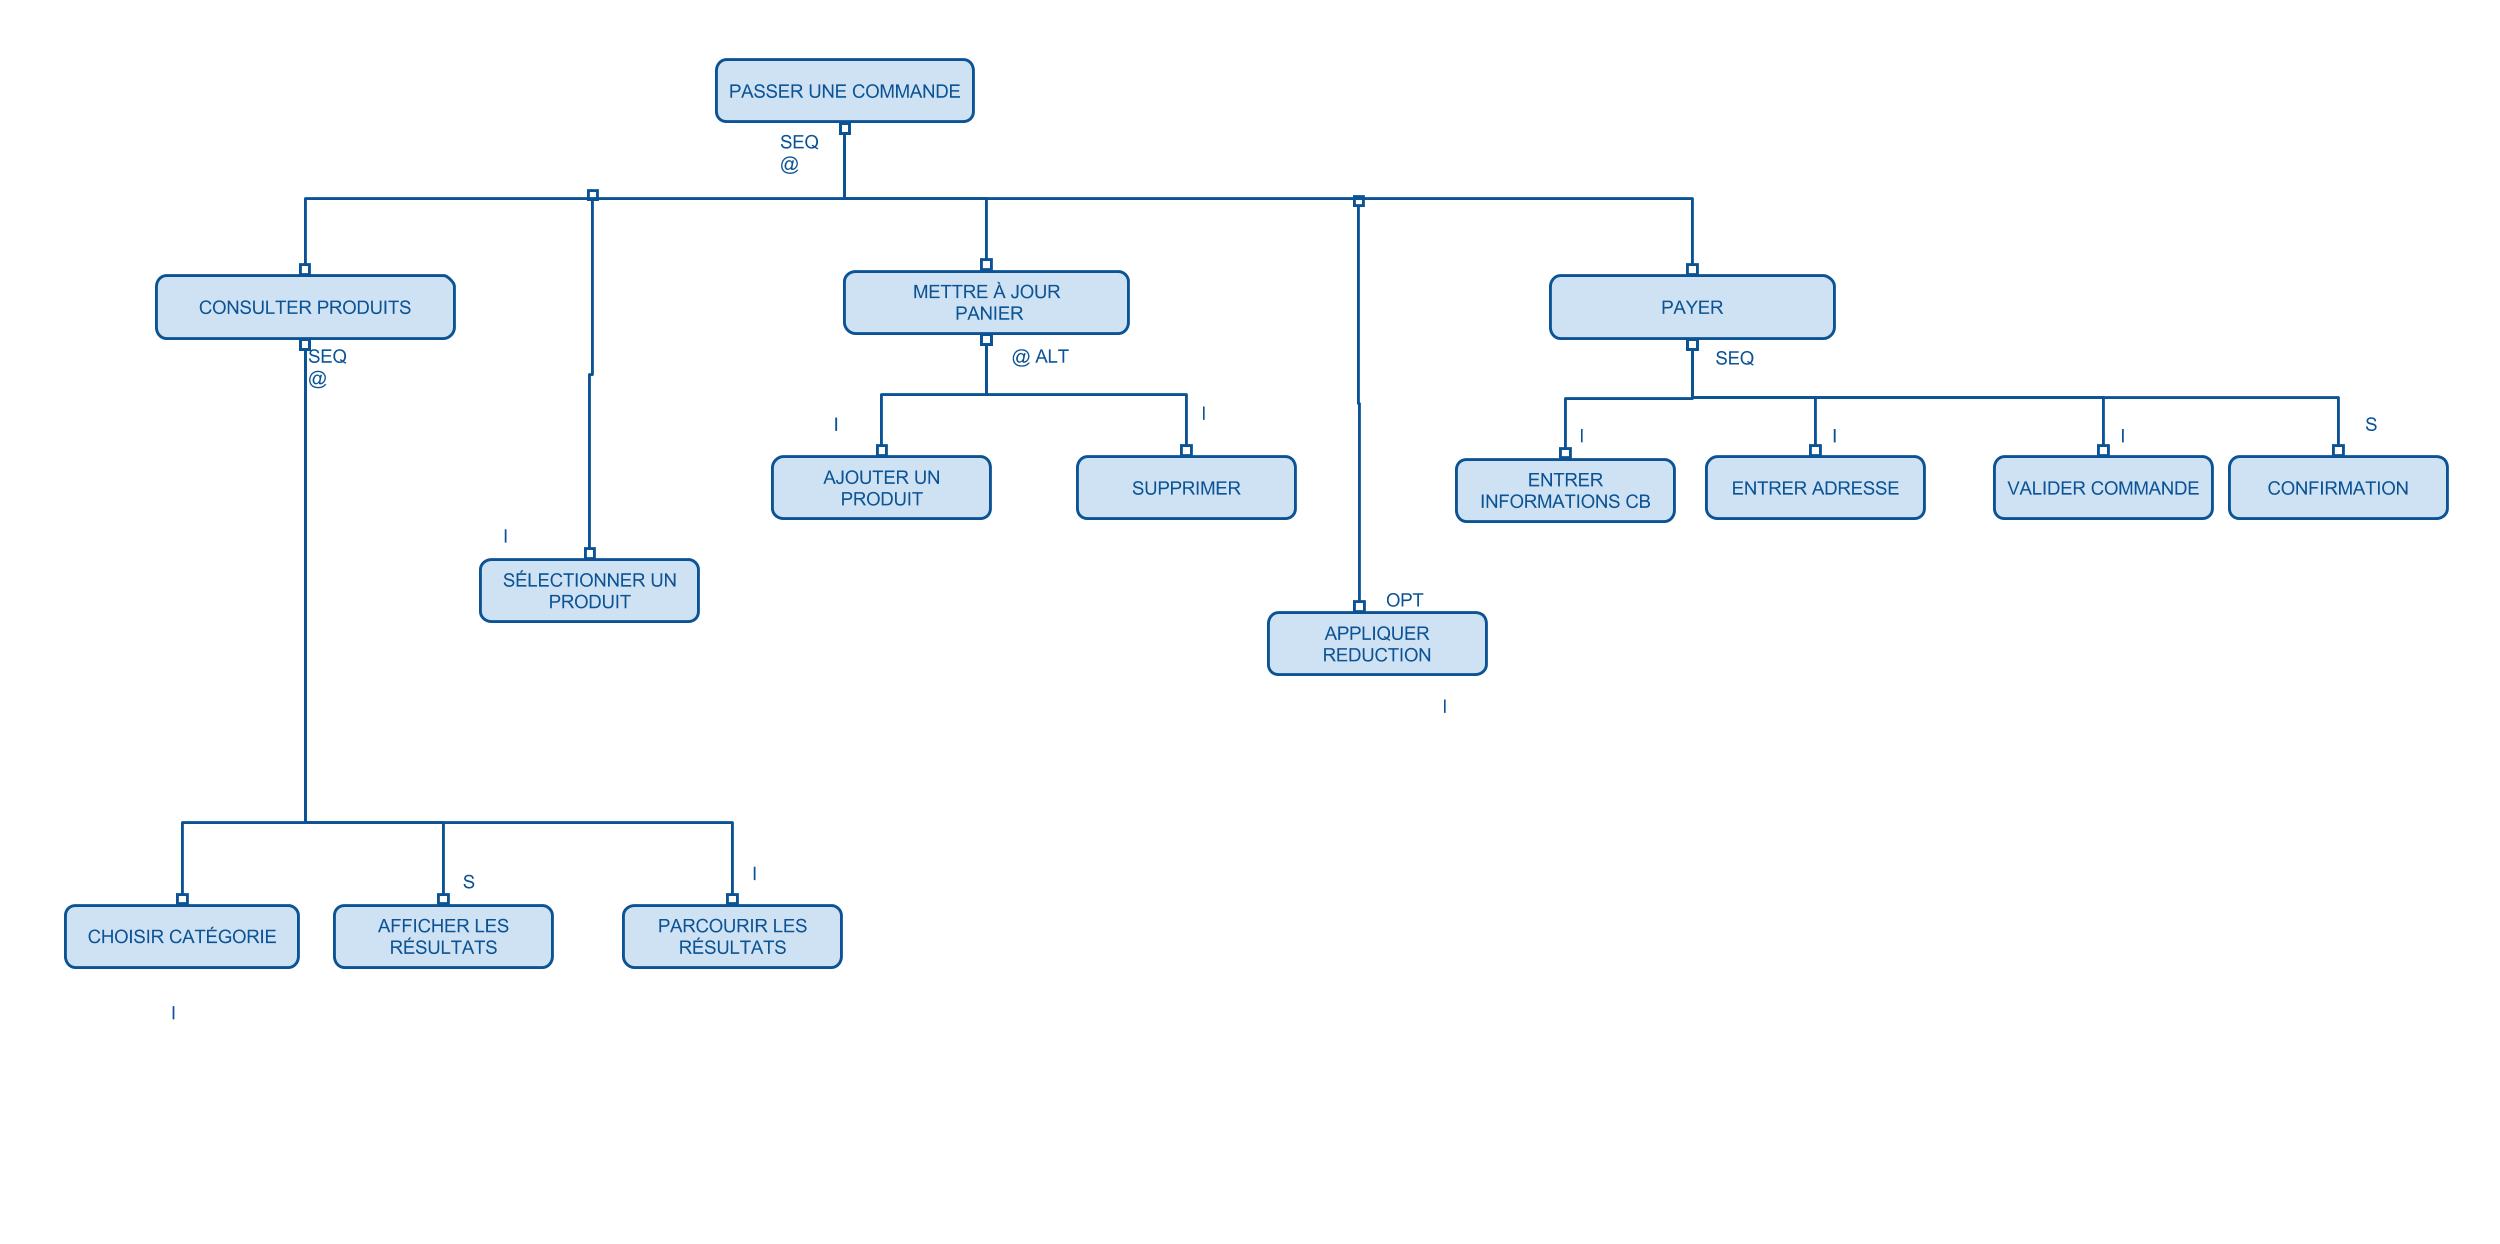 PASSER UNE COMMANDE
SEQ
@
CONSULTER PRODUITS
SEQ
@
METTRE À JOUR
PANIER
@ ALT
PAYER
SEQ
I
AJOUTER UN
PRODUIT
I
SUPPRIMER
I
ENTRER
INFORMATIONS CB
I
ENTRER ADRESSE
I
VALIDER COMMANDE
S
CONFIRMATION
I
SÉLECTIONNER UN
PRODUIT
OPT
APPLIQUER
REDUCTION
I
CHOISIR CATÉGORIE
I
S
AFFICHER LES
RÉSULTATS
I
PARCOURIR LES
RÉSULTATS